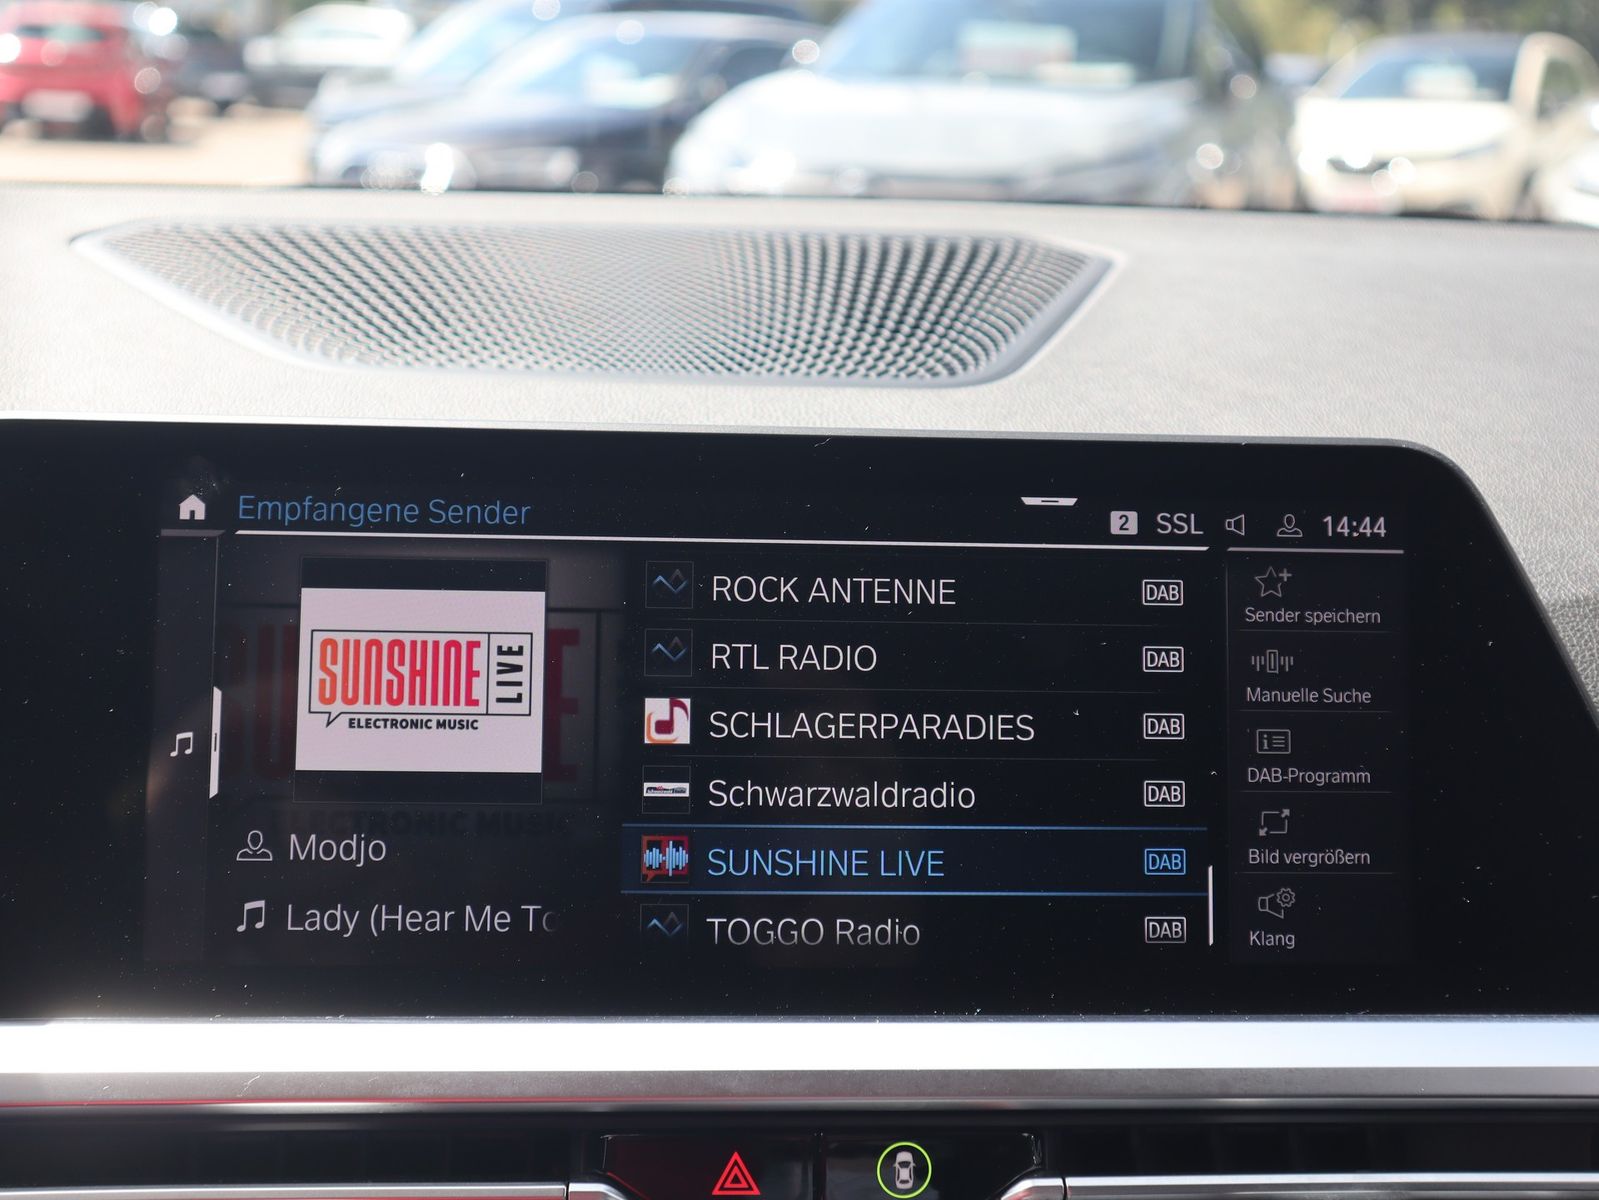 Empfangene Sender
2 SSL 14:44
SUNSHINE LIVE
ELECTRONIC MUSIC
Modjo
Lady (Hear Me To
ROCK ANTENNE DAB
RTL RADIO DAB
SCHLAGERPARADIES DAB
Schwarzwaldradio DAB
SUNSHINE LIVE DAB
TOGGO Radio DAB
Sender speichern
Manuelle Suche
DAB-Programm
Bild vergrößern
Klang